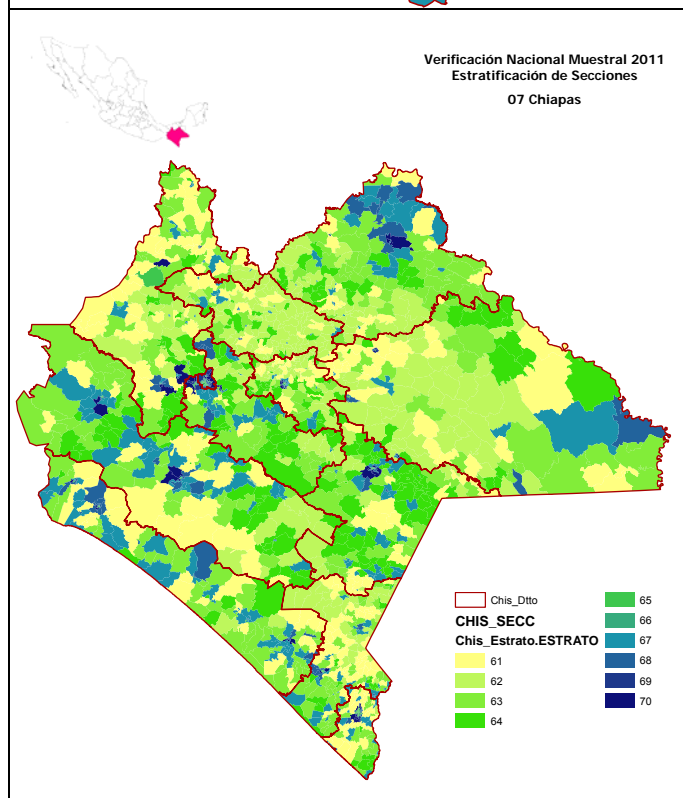 Verificación Nacional Muestral 2011
Estratificación de Secciones
07 Chiapas
Chis_Dtto
CHIS_SECC
Chis_Estrato.ESTRATO
61
62
63
64
65
66
67
68
69
70